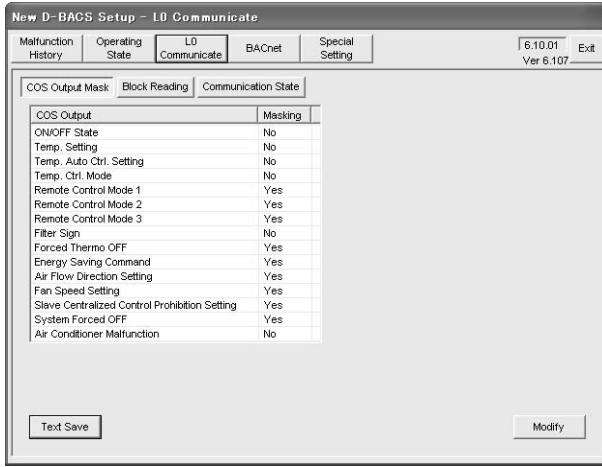 New D-BACS Setup - L0 Communicate
Malfunction History
Operating State
L0 Communicate
BACnet
Special Setting
6.10.01
Ver 6.107
Exit
COS Output Mask
Block Reading
Communication State
COS Output Masking
ON/OFF State No
Temp. Setting No
Temp. Auto Ctrl. Setting No
Temp. Ctrl. Mode No
Remote Control Mode 1 Yes
Remote Control Mode 2 Yes
Remote Control Mode 3 Yes
Filter Sign No
Forced Thermo OFF Yes
Energy Saving Command Yes
Air Flow Direction Setting Yes
Fan Speed Setting Yes
Slave Centralized Control Prohibition Setting Yes
System Forced OFF Yes
Air Conditioner Malfunction No
Text Save
Modify